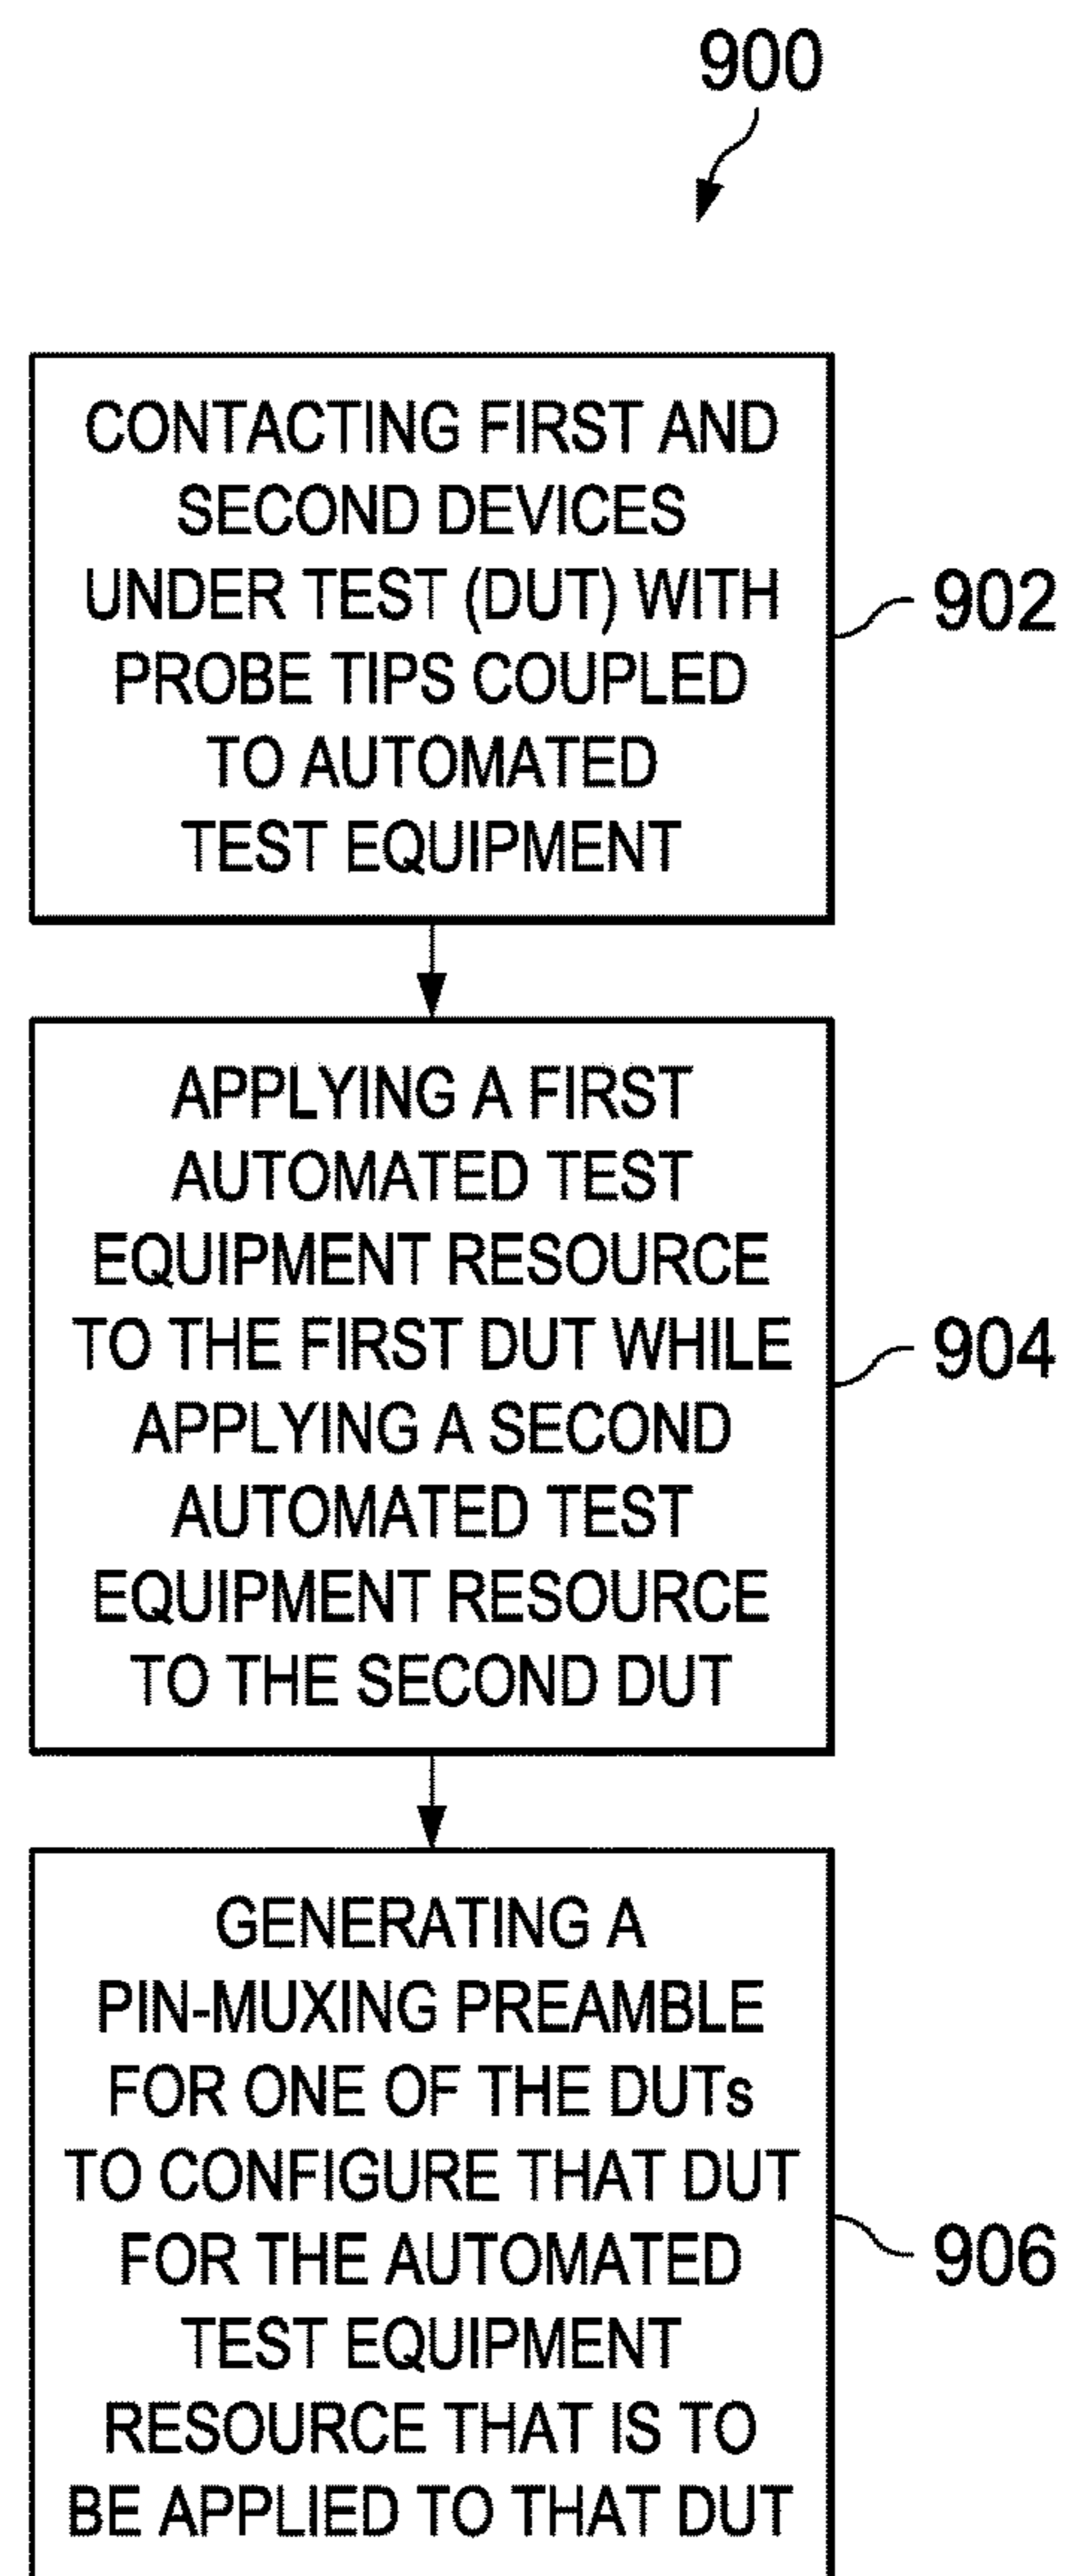 900
CONTACTING FIRST AND
SECOND DEVICES
UNDER TEST (DUT) WITH
PROBE TIPS COUPLED
TO AUTOMATED
TEST EQUIPMENT
902
APPLYING A FIRST
AUTOMATED TEST
EQUIPMENT RESOURCE
TO THE FIRST DUT WHILE
APPLYING A SECOND
AUTOMATED TEST
EQUIPMENT RESOURCE
TO THE SECOND DUT
904
GENERATING A
PIN-MUXING PREAMBLE
FOR ONE OF THE DUTs
TO CONFIGURE THAT DUT
FOR THE AUTOMATED
TEST EQUIPMENT
RESOURCE THAT IS TO
BE APPLIED TO THAT DUT
906